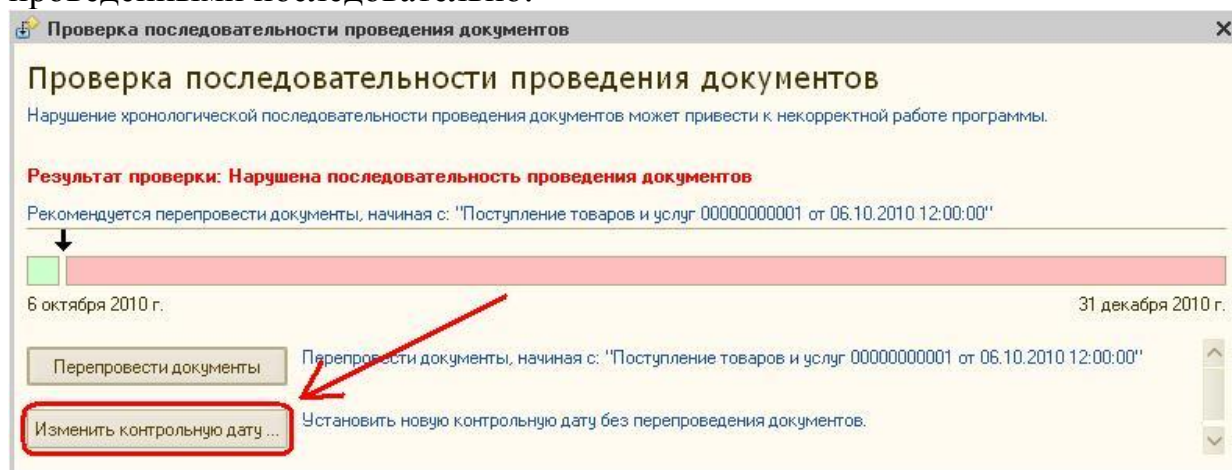 проведенными последовательно.
Проверка последовательности проведения документов
Проверка последовательности проведения документов
Нарушение хронологической последовательности проведения документов может привести к некорректной работе программы.
Результат проверки: Нарушена последовательность проведения документов
Рекомендуется перепровести документы, начиная с: "Поступление товаров и услуг 00000000001 от 06.10.2010 12:00:00"
6 октября 2010 г.
31 декабря 2010 г.
Перепровести документы
Перепровести документы, начиная с: "Поступление товаров и услуг 00000000001 от 06.10.2010 12:00:00"
Изменить контрольную дату ...
Установить новую контрольную дату без перепроведения документов.